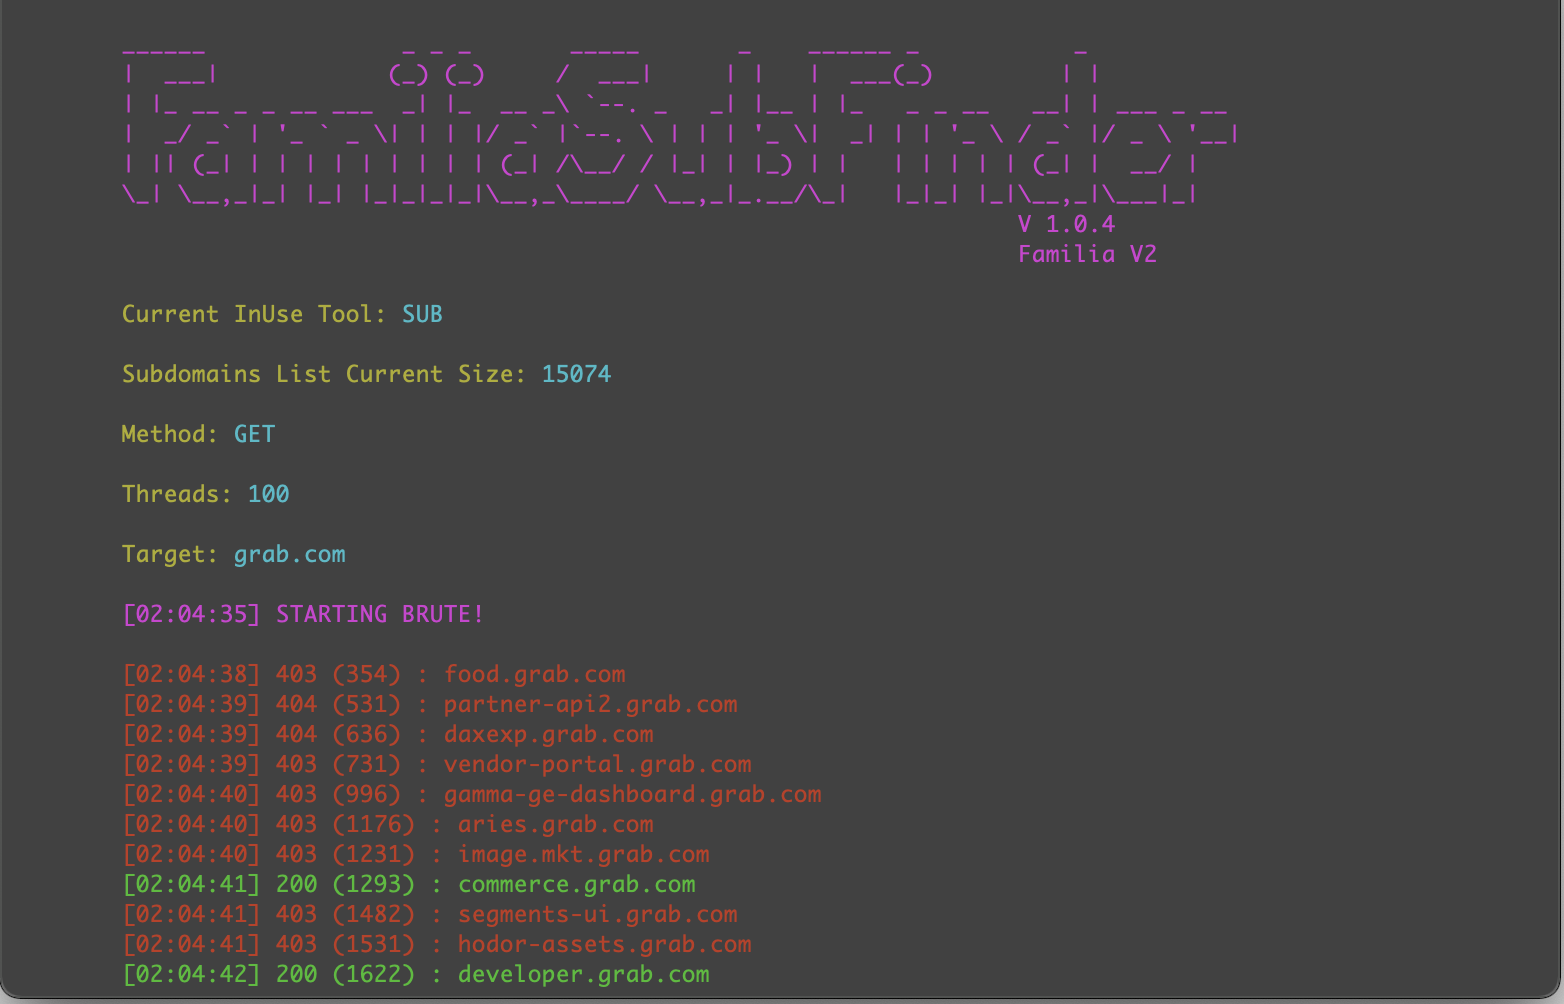 FamiliaSubFinder
V 1.0.4
Familia V2
Current InUse Tool: SUB
Subdomains List Current Size: 15074
Method: GET
Threads: 100
Target: grab.com
[02:04:35] STARTING BRUTE!
[02:04:38] 403 (354) : food.grab.com
[02:04:39] 404 (531) : partner-api2.grab.com
[02:04:39] 404 (636) : daxexp.grab.com
[02:04:39] 403 (731) : vendor-portal.grab.com
[02:04:40] 403 (996) : gamma-ge-dashboard.grab.com
[02:04:40] 403 (1176) : aries.grab.com
[02:04:40] 403 (1231) : image.mkt.grab.com
[02:04:41] 200 (1293) : commerce.grab.com
[02:04:41] 403 (1482) : segments-ui.grab.com
[02:04:41] 403 (1531) : hodor-assets.grab.com
[02:04:42] 200 (1622) : developer.grab.com